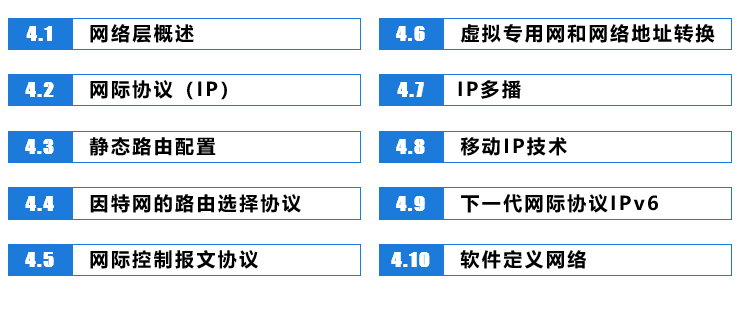 4.1 网络层概述
4.2 网际协议（IP）
4.3 静态路由配置
4.4 因特网的路由选择协议
4.5 网际控制报文协议
4.6 虚拟专用网和网络地址转换
4.7 IP多播
4.8 移动IP技术
4.9 下一代网际协议IPv6
4.10 软件定义网络